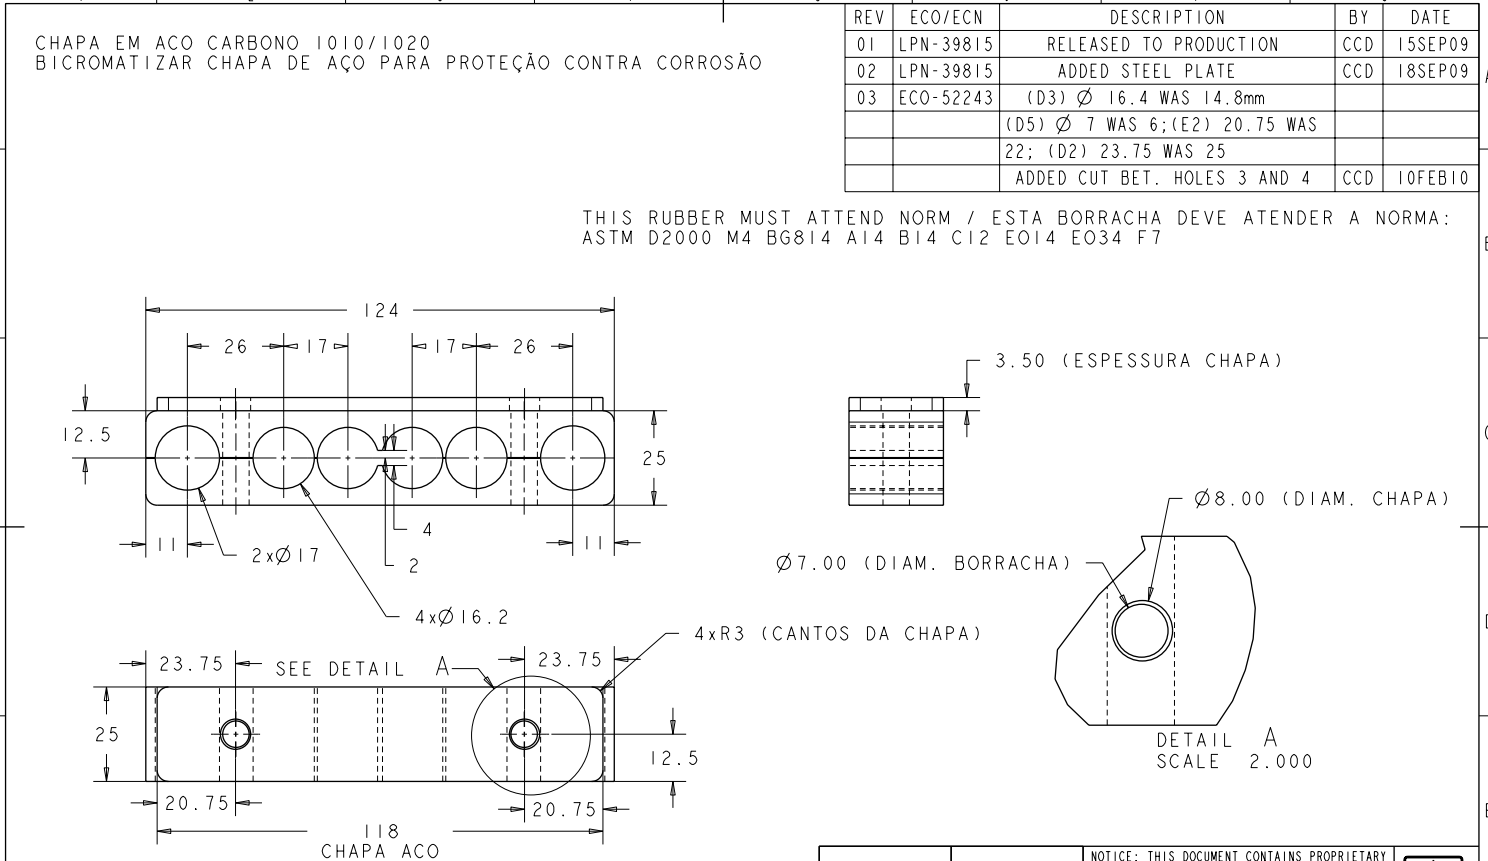 CHAPA EM ACO CARBONO 1010/1020
BICROMATIZAR CHAPA DE AÇO PARA PROTEÇÃO CONTRA CORROSÃO
REV ECO/ECN DESCRIPTION BY DATE
01 LPN-39815 RELEASED TO PRODUCTION CCD 15SEP09
02 LPN-39815 ADDED STEEL PLATE CCD 18SEP09
03 ECO-52243 (D3) Ø 16.4 WAS 14.8mm
(D5) Ø 7 WAS 6;(E2) 20.75 WAS
22; (D2) 23.75 WAS 25
ADDED CUT BET. HOLES 3 AND 4 CCD 10FEB10
THIS RUBBER MUST ATTEND NORM / ESTA BORRACHA DEVE ATENDER A NORMA:
ASTM D2000 M4 BG814 A14 B14 C12 EO14 EO34 F7
124
26 17 17 26
3.50 (ESPESSURA CHAPA)
12.5
25
4
2
11
2xØ17
11
4xØ16.2
Ø8.00 (DIAM. CHAPA)
Ø7.00 (DIAM. BORRACHA)
4xR3 (CANTOS DA CHAPA)
23.75 SEE DETAIL A 23.75
25
12.5
20.75 20.75
118
CHAPA ACO
DETAIL A
SCALE 2.000
NOTICE: THIS DOCUMENT CONTAINS PROPRIETARY